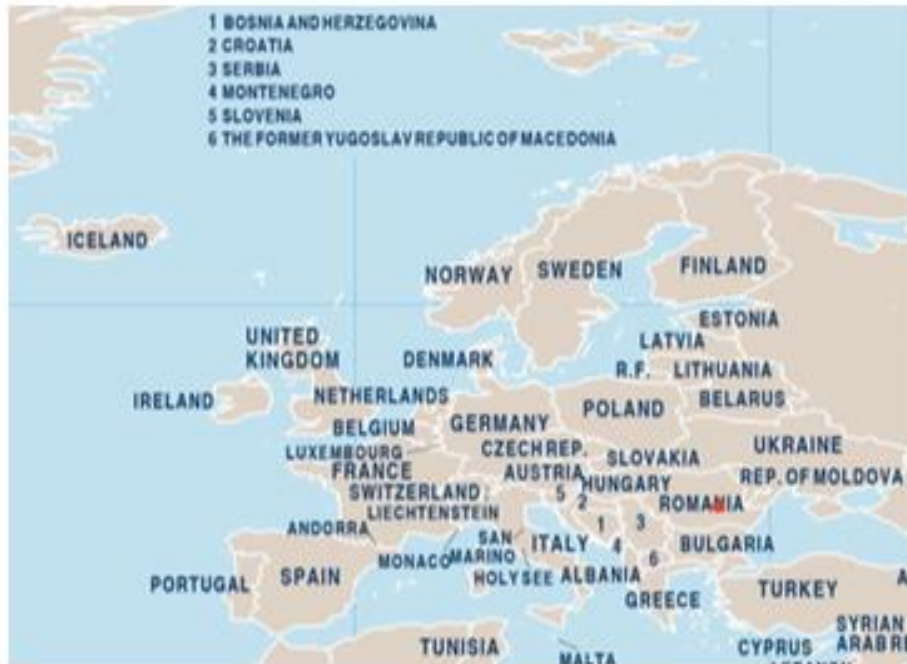 1 BOSNIA AND HERZEGOVINA
2 CROATIA
3 SERBIA
4 MONTENEGRO
5 SLOVENIA
6 THE FORMER YUGOSLAV REPUBLIC OF MACEDONIA
ICELAND
NORWAY
SWEDEN
FINLAND
ESTONIA
UNITED
KINGDOM
LATVIA
DENMARK
R.F.
LITHUANIA
IRELAND
NETHERLANDS
BELARUS
POLAND
GERMANY
BELGIUM
UKRAINE
CZECH REP.
LUXEMBOURG
SLOVAKIA
FRANCE
AUSTRIA
REP. OF MOLDOVA
HUNGARY
SWITZERLAND
5
2
ROMANIA
LIECHTENSTEIN
ANDORRA
1
3
SAN
MARINO
ITALY
4
BULGARIA
MONACO
6
HOLY SEE
ALBANIA
PORTUGAL
SPAIN
TURKEY
A
GREECE
SYRIAN
ARAB RE
TUNISIA
CYPRUS
MALTA